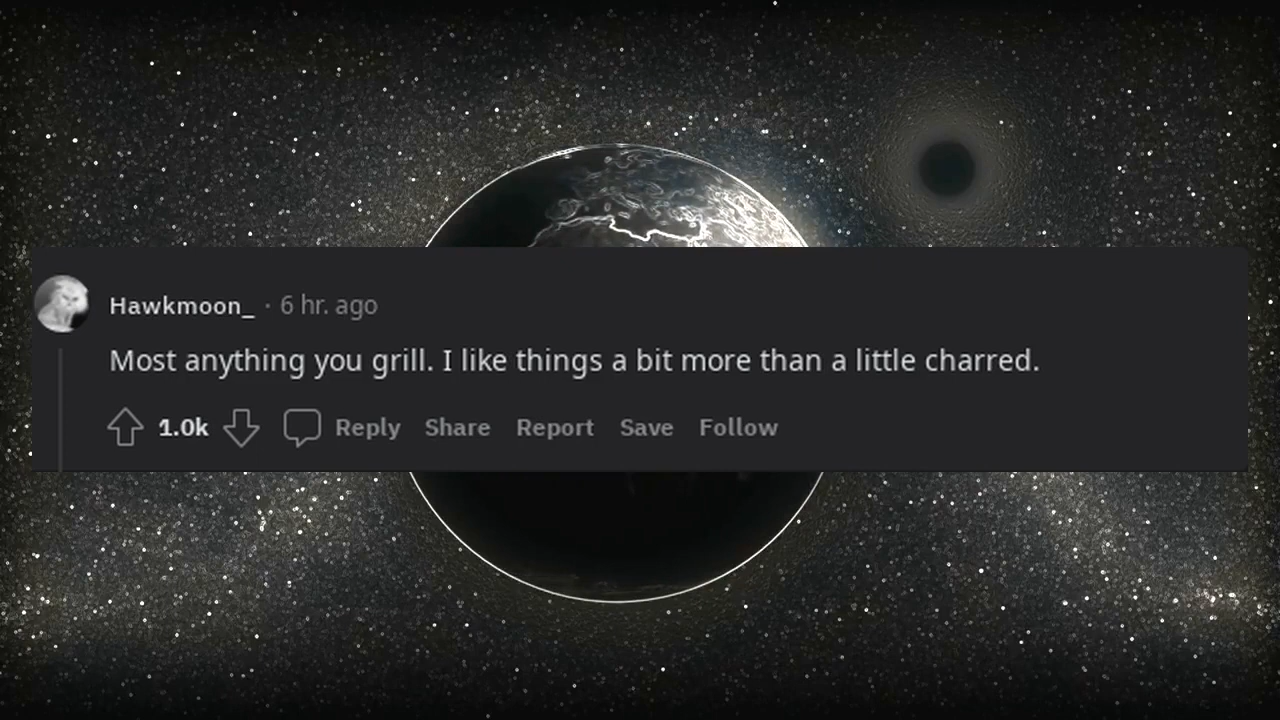 Hawkmoon_ · 6 hr. ago
Most anything you grill. I like things a bit more than a little charred.
1.0k Reply Share Report Save Follow